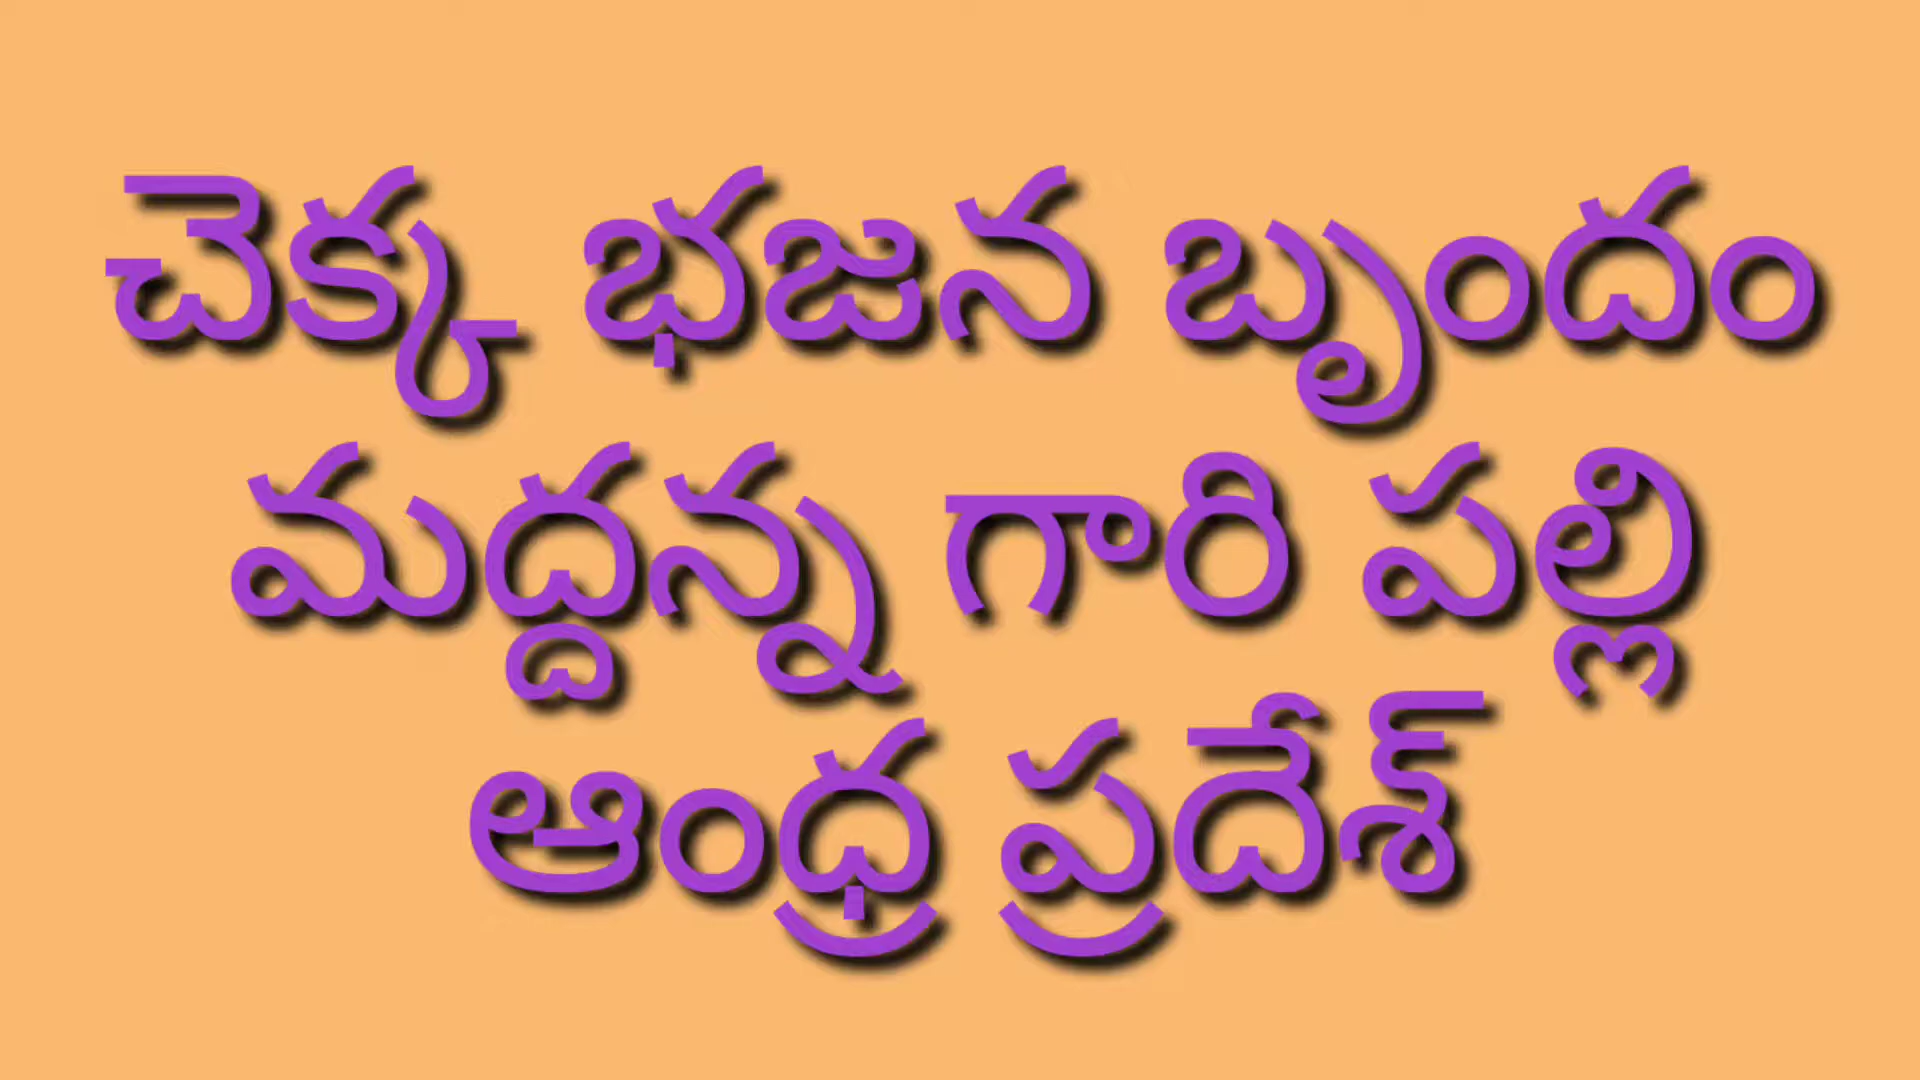 చెక్క భజన బృందం
మద్దన్న గారి పల్లి
ఆంధ్ర ప్రదేశ్